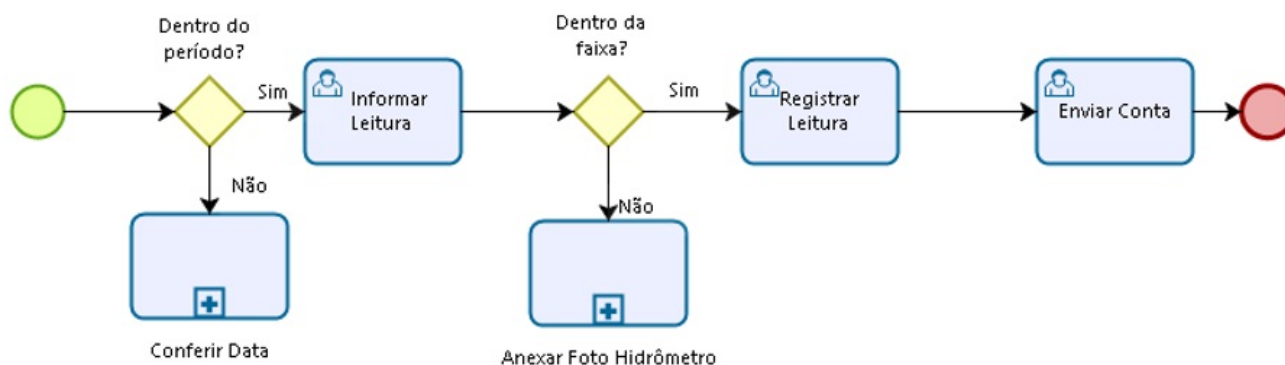 Dentro do
período?
Sim
Informar
Leitura
Dentro da
faixa?
Sim
Registrar
Leitura
Enviar Conta
Não
Conferir Data
Não
Anexar Foto Hidrômetro